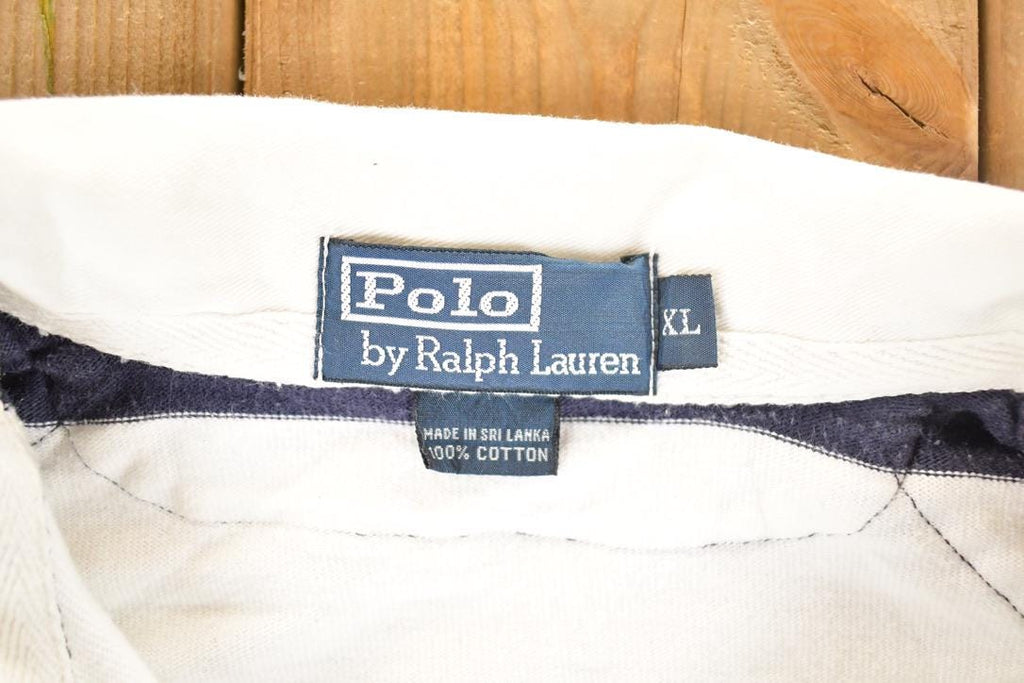 Polo
by Ralph Lauren
XL
MADE IN SRI LANKA
100% COTTON